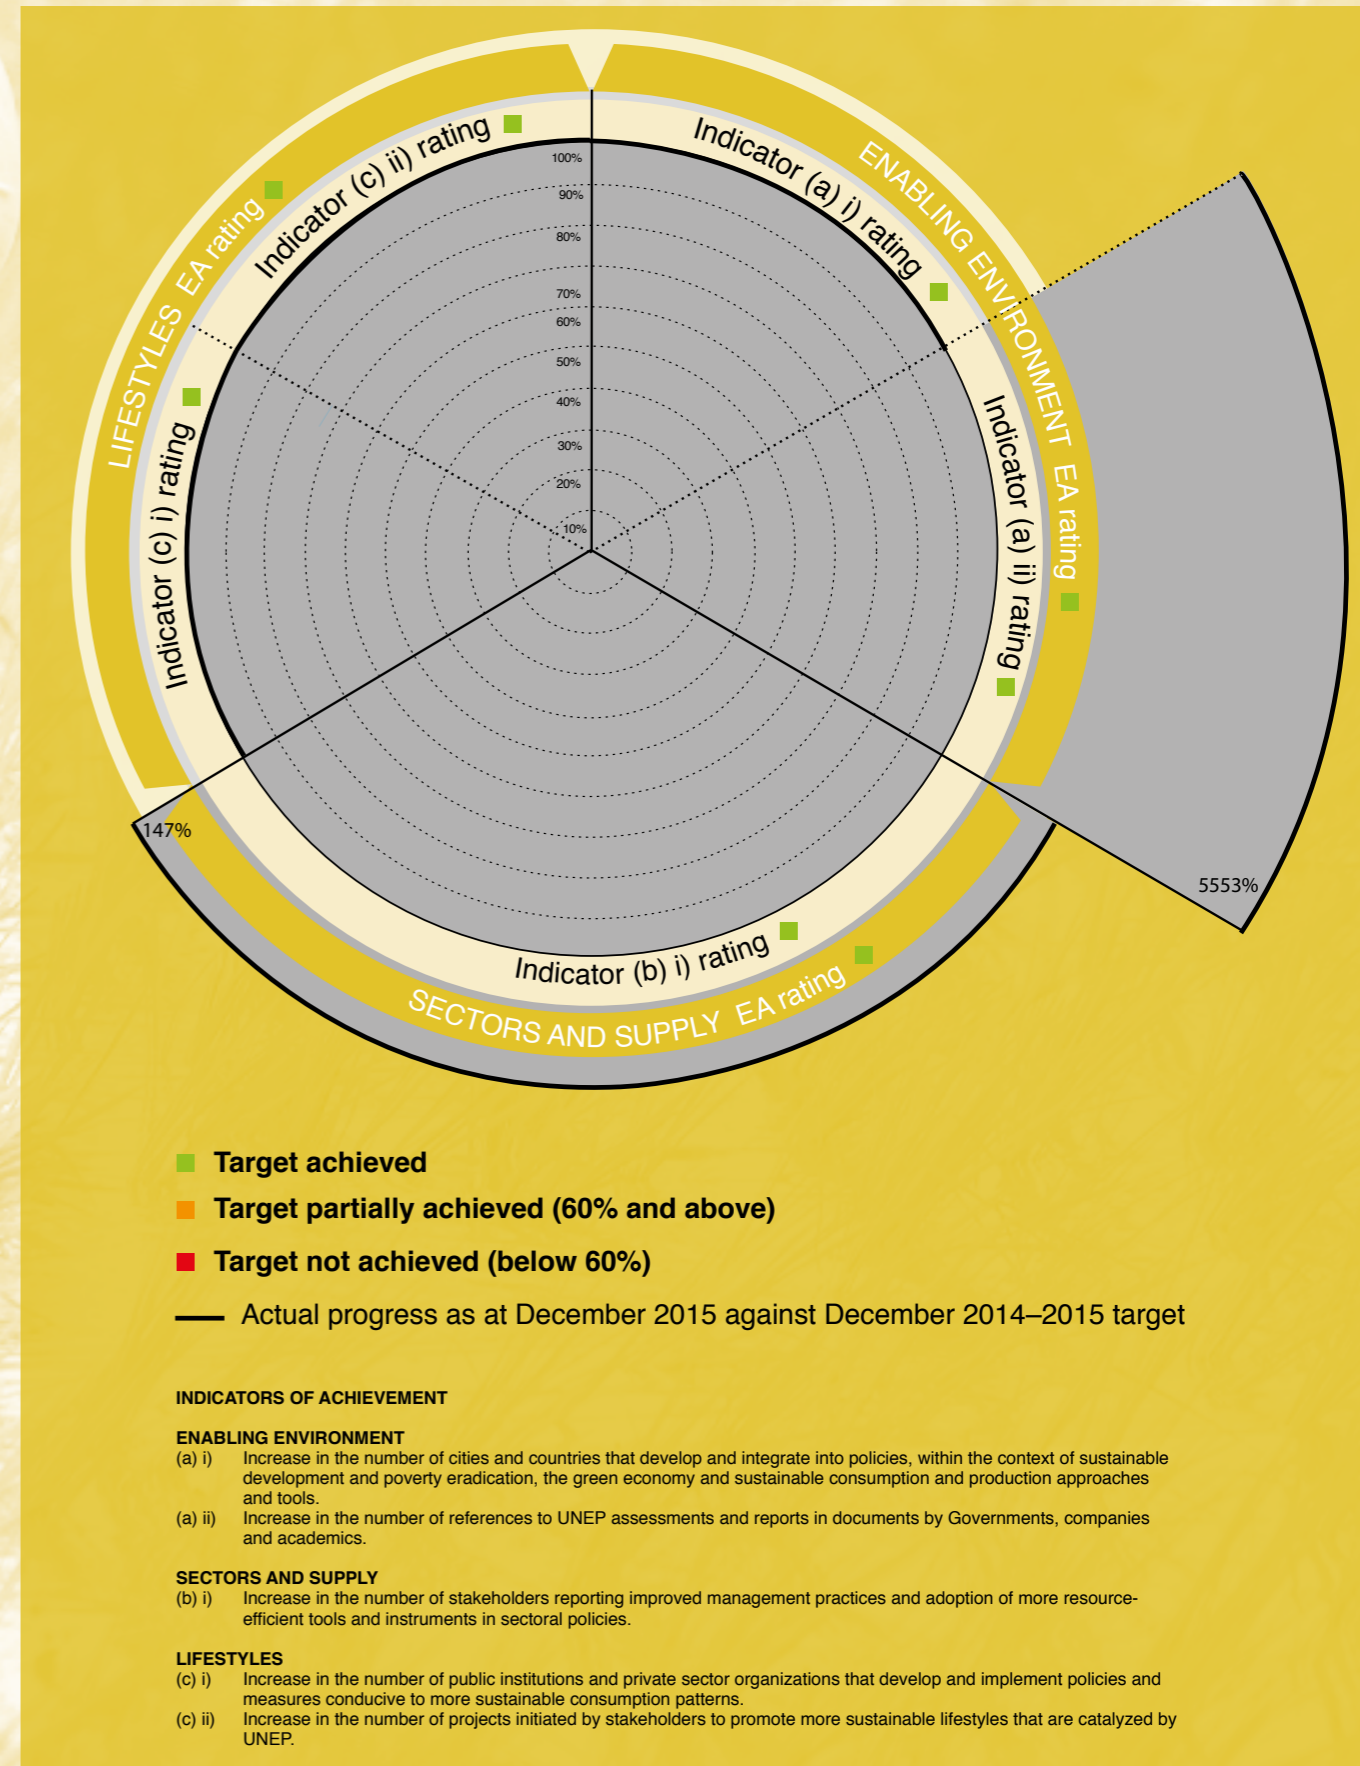 Indicator (c) ii) rating
Indicator (a) i) rating
ENABLING ENVIRONMENT EA rating
LIFESTYLES EA rating
Indicator (c) i) rating
Indicator (a) ii) rating
100%
90%
80%
70%
60%
50%
40%
30%
20%
10%
147%
5553%
Indicator (b) i) rating
SECTORS AND SUPPLY EA rating
Target achieved
Target partially achieved (60% and above)
Target not achieved (below 60%)
Actual progress as at December 2015 against December 2014–2015 target
INDICATORS OF ACHIEVEMENT
ENABLING ENVIRONMENT
(a) i) Increase in the number of cities and countries that develop and integrate into policies, within the context of sustainable
development and poverty eradication, the green economy and sustainable consumption and production approaches
and tools.
(a) ii) Increase in the number of references to UNEP assessments and reports in documents by Governments, companies
and academics.
SECTORS AND SUPPLY
(b) i) Increase in the number of stakeholders reporting improved management practices and adoption of more resource-
efficient tools and instruments in sectoral policies.
LIFESTYLES
(c) i) Increase in the number of public institutions and private sector organizations that develop and implement policies and
measures conducive to more sustainable consumption patterns.
(c) ii) Increase in the number of projects initiated by stakeholders to promote more sustainable lifestyles that are catalyzed by
UNEP.